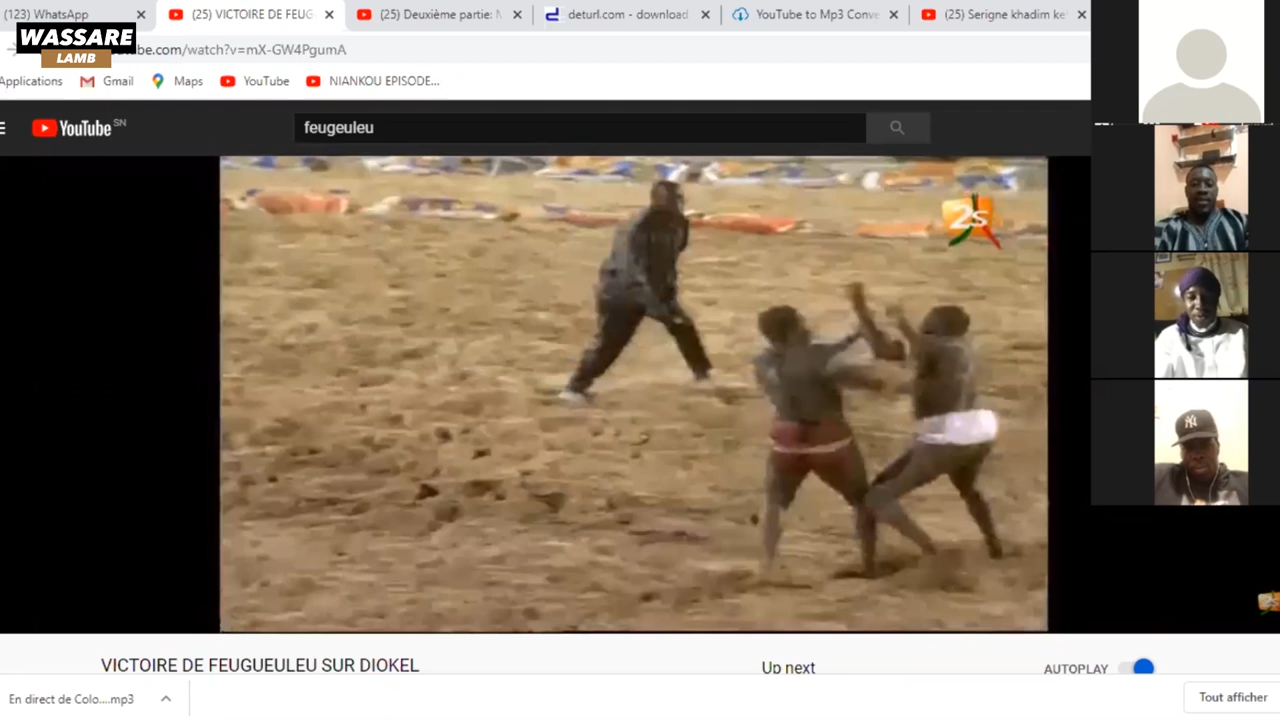 (123) WhatsApp
(25) VICTOIRE DE FEUG
(25) Deuxième partie:
deturl.com - download
YouTube to Mp3 Conve
(25) Serigne khadim ke
WASSARE
LAMB
tube.com/watch?v=mX-GW4PgumA
Applications
Gmail
Maps
YouTube
NIANKOU EPISODE...
YouTube SN
feugeuleu
2s
VICTOIRE DE FEUGUEULEU SUR DIOKEL
Up next
AUTOPLAY
En direct de Colo....mp3
Tout afficher